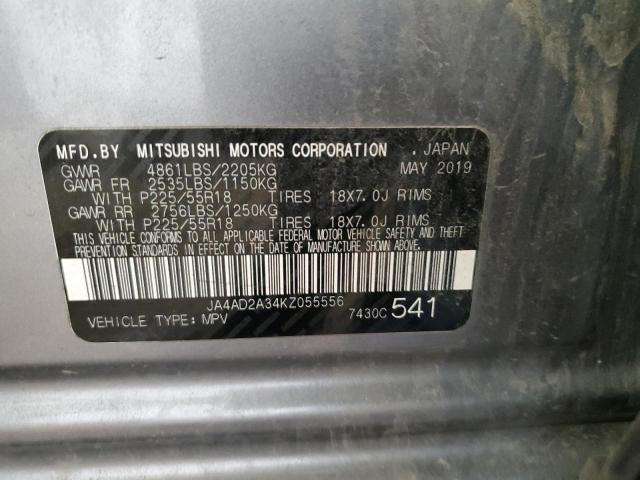 MFD. BY MITSUBISHI MOTORS CORPORATION . JAPAN
GVWR 4861LBS/2205KG MAY 2019
GAWR FR 2535LBS/1150KG
WITH P225/55R18 TIRES 18X7.0J RIMS
GAWR RR 2756LBS/1250KG
WITH P225/55R18 TIRES 18X7.0J RIMS
THIS VEHICLE CONFORMS TO ALL APPLICABLE FEDERAL MOTOR VEHICLE SAFETY AND THEFT
PREVENTION STANDARDS IN EFFECT ON THE DATE OF MANUFACTURE SHOWN ABOVE.
JA4AD2A34KZ055556
VEHICLE TYPE: MPV 7430C 541